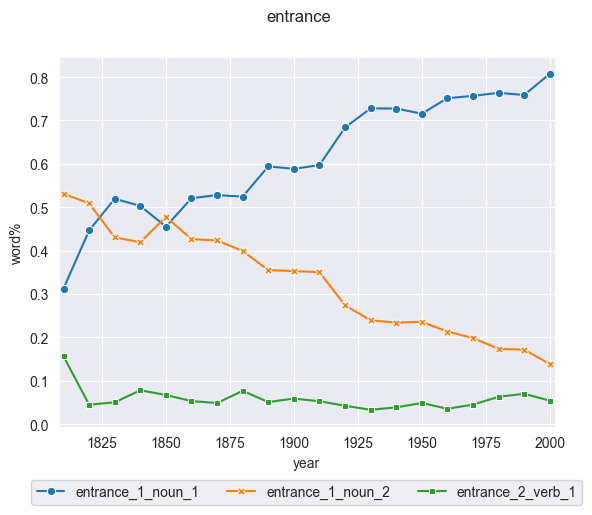 entrance
0.8
0.7
0.6
0.5
0.4
0.3
0.2
0.1
0.0
word%
1825 1850 1875 1900 1925 1950 1975 2000
year
entrance_1_noun_1 entrance_1_noun_2 entrance_2_verb_1